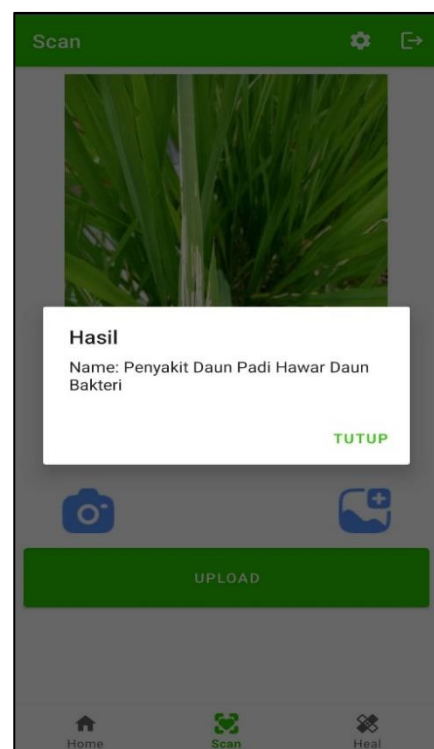 Scan
Hasil
Name: Penyakit Daun Padi Hawar Daun
Bakteri
TUTUP
UPLOAD
Home
Scan
Heal